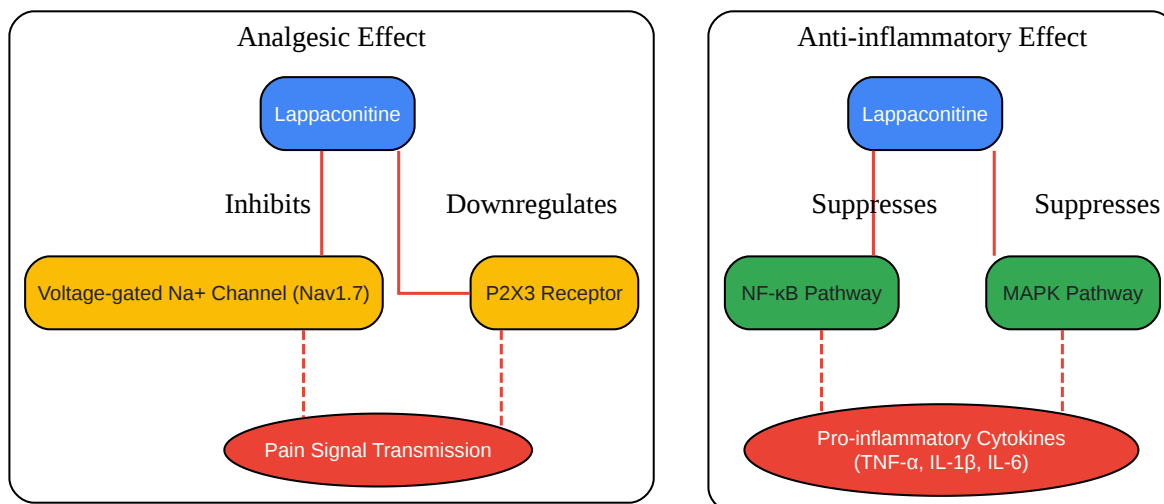 Analgesic Effect
Lappaconitine
Inhibits
Downregulates
Voltage-gated Na+ Channel (Nav1.7)
P2X3 Receptor
Pain Signal Transmission
Anti-inflammatory Effect
Lappaconitine
Suppresses
Suppresses
NF-κB Pathway
MAPK Pathway
Pro-inflammatory Cytokines
(TNF-α, IL-1β, IL-6)